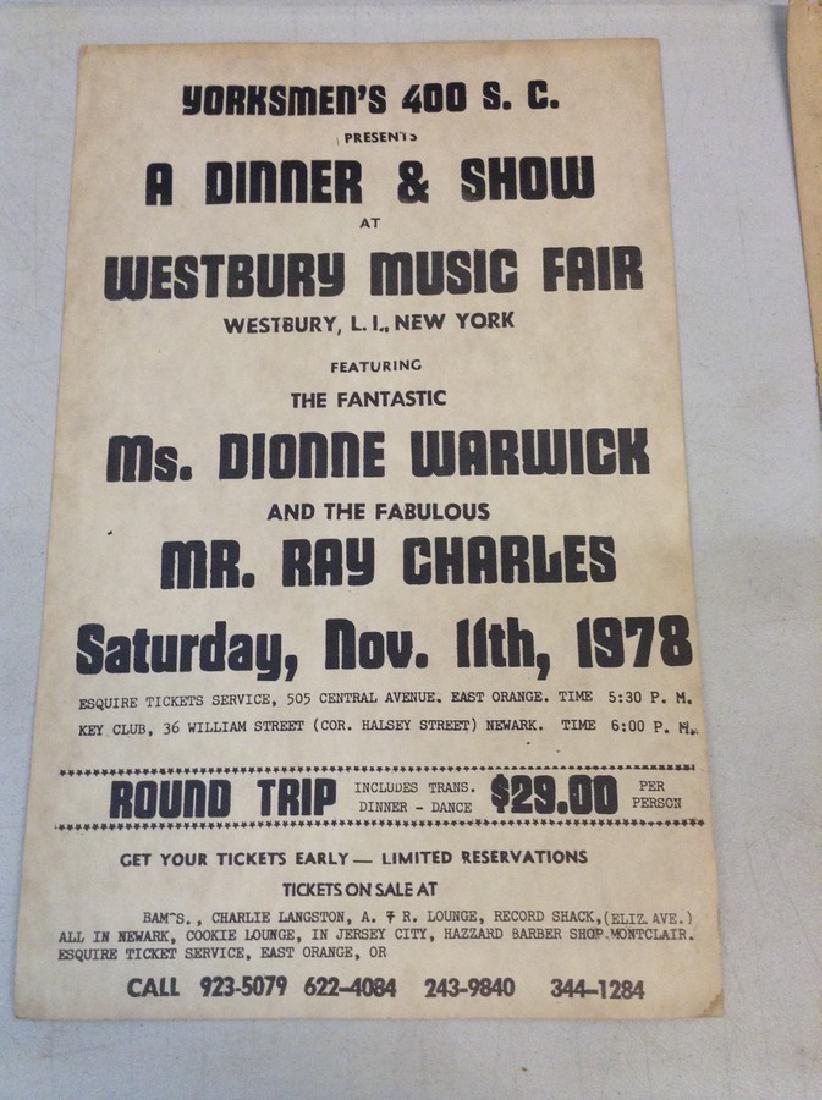 YORKSMEN'S 400 S. C.
PRESENTS
A DINNER & SHOW
AT
WESTBURY MUSIC FAIR
WESTBURY, L. I., NEW YORK
FEATURING
THE FANTASTIC
Ms. DIONNE WARWICK
AND THE FABULOUS
MR. RAY CHARLES
Saturday, Nov. 11th, 1978
ESQUIRE TICKETS SERVICE, 505 CENTRAL AVENUE. EAST ORANGE. TIME 5:30 P. M.
KEY CLUB, 36 WILLIAM STREET (COR. HALSEY STREET) NEWARK. TIME 6:00 P. M.
ROUND TRIP INCLUDES TRANS. DINNER - DANCE $29.00 PER PERSON
GET YOUR TICKETS EARLY — LIMITED RESERVATIONS
TICKETS ON SALE AT
BAM^S., CHARLIE LANGSTON, A. & R. LOUNGE, RECORD SHACK, (ELIZ. AVE.)
ALL IN NEWARK, COOKIE LOUNGE, IN JERSEY CITY, HAZZARD BARBER SHOP. MONTCLAIR.
ESQUIRE TICKET SERVICE, EAST ORANGE, OR
CALL 923-5079 622-4084 243-9840 344-1284